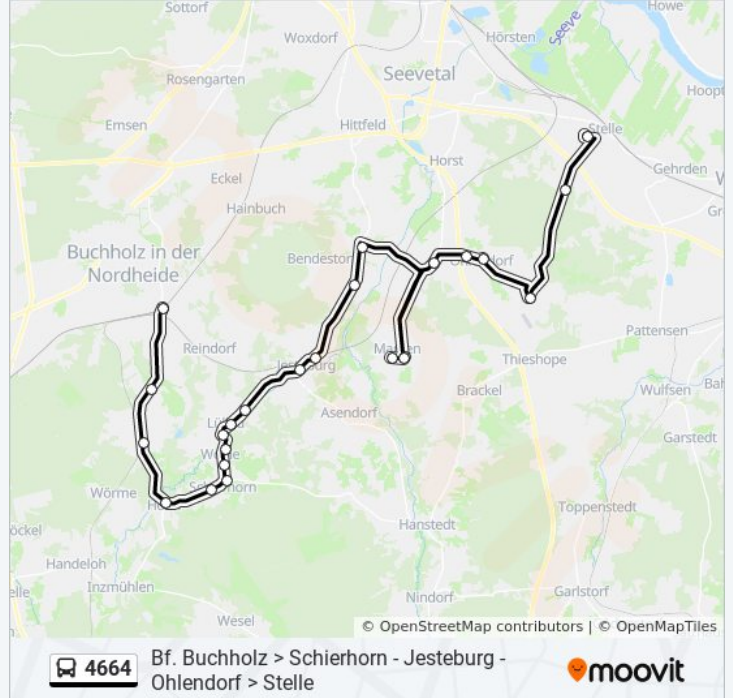 Sottorf
Howe
Woxdorf
Hörsten
Seeve
Seevetal
Rosengarten
Hoopt
Emsen
Hittfeld
Stelle
Horst
Gehrden
Eckel
Hainbuch
Buchholz in der
Nordheide
Reindorf
Pattensen
Thieshope
Brackel
Wulfsen
Asendorf
Garstedt
Wörme
Hanstedt
Toppenstedt
Handeloh
Inzmühlen
Nindorf
Garlstorf
Wesel
© OpenStreetMap contributors | © OpenMapTiles
4664
Bf. Buchholz > Schierhorn - Jesteburg -
Ohlendorf > Stelle
moovit